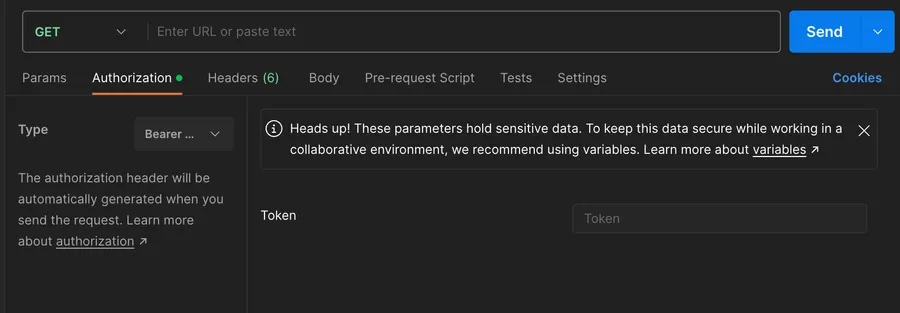 GET Enter URL or paste text Send
Params Authorization Headers (6) Body Pre-request Script Tests Settings Cookies
Type Bearer ...
The authorization header will be
automatically generated when you
send the request. Learn more
about authorization ↗
Heads up! These parameters hold sensitive data. To keep this data secure while working in a
collaborative environment, we recommend using variables. Learn more about variables ↗
Token Token